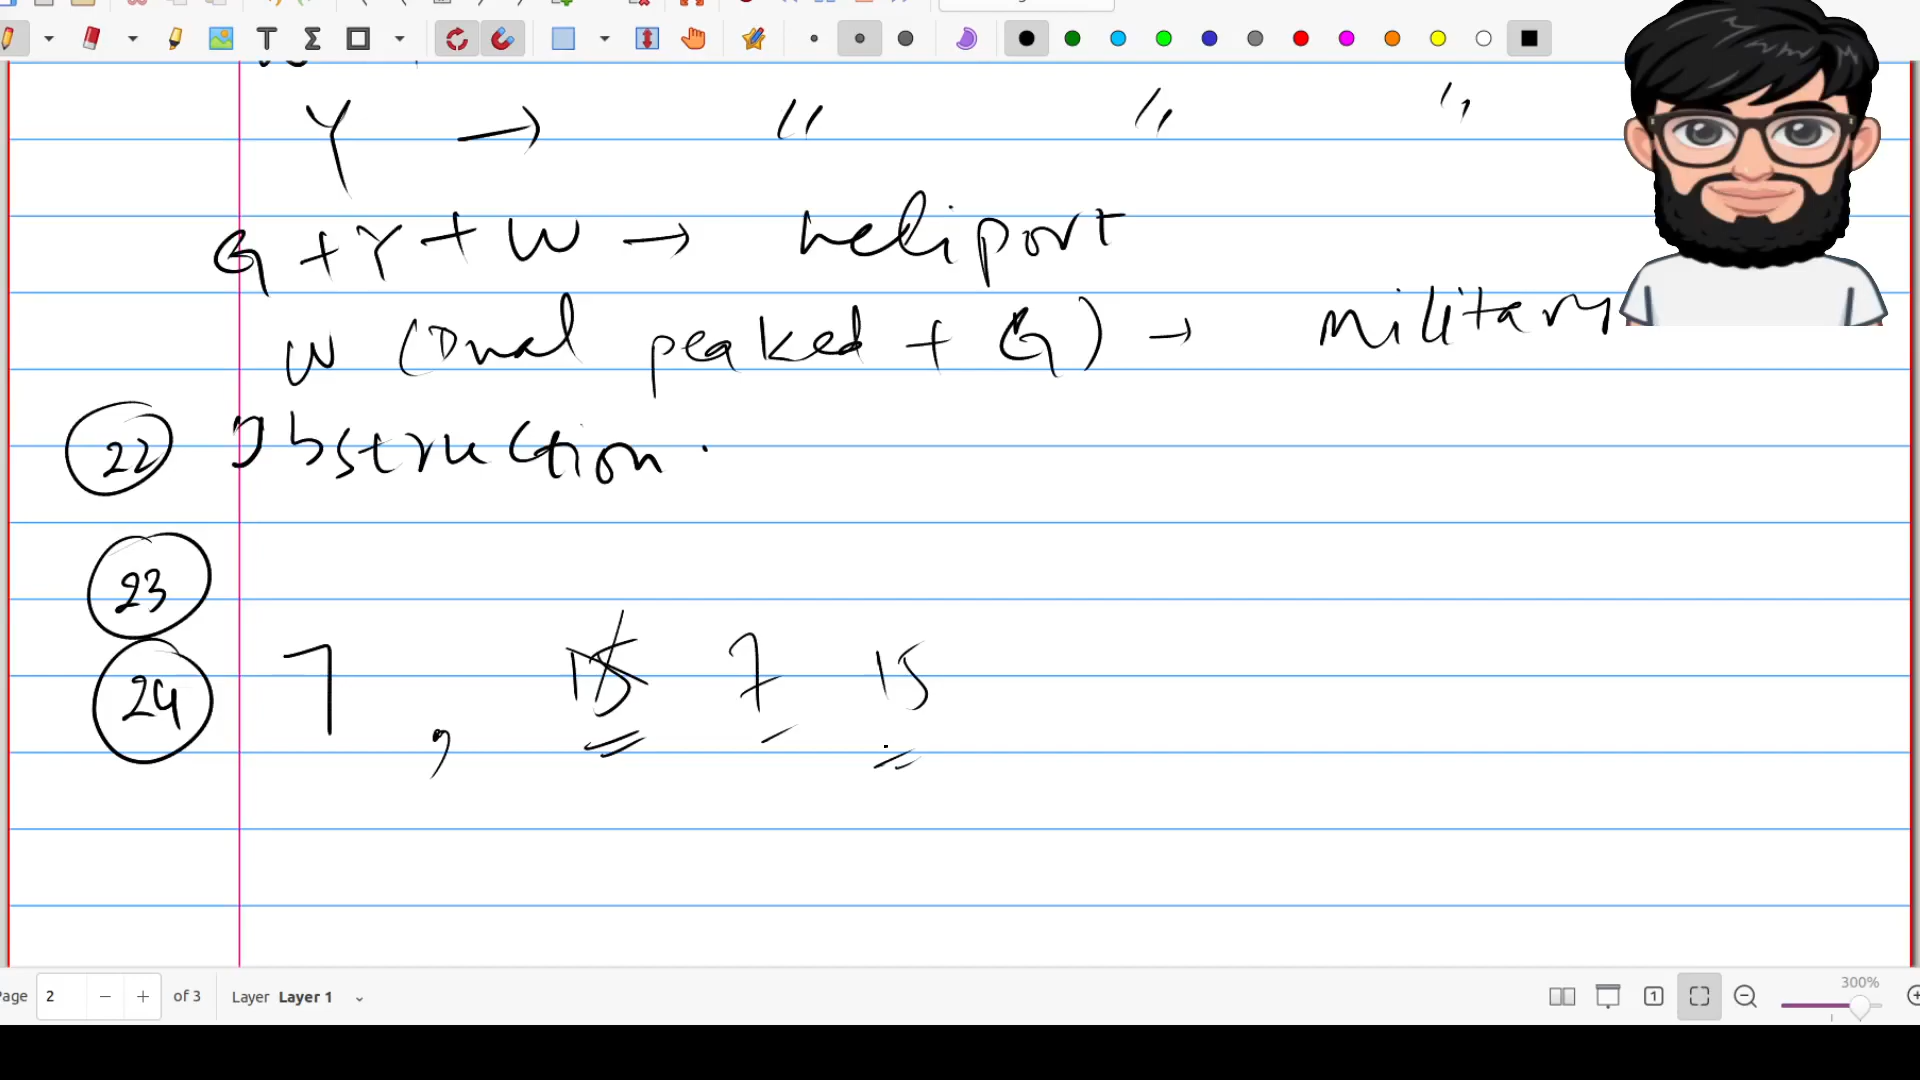 Y → " " "
G + Y + W → heliport
W (Dual peaked + G) → military
22 Obstruction.
23
24 7, 15 7 15
Page 2 − + of 3 Layer Layer 1 300%